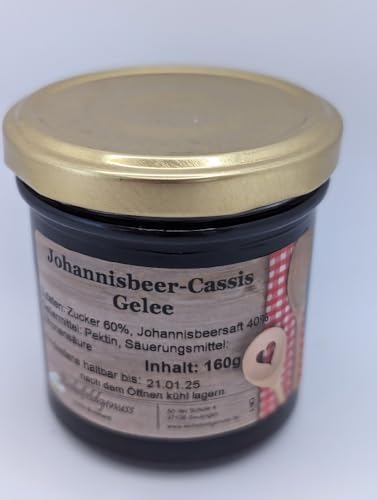 Johannisbeer-Cassis
Gelee
Zucker 60%, Johannisbeersaft 40%
Pektin, Säuerungsmittel:
Inhalt: 160g
haltbar bis: 21.01.25
nach dem Öffnen kühl lagern